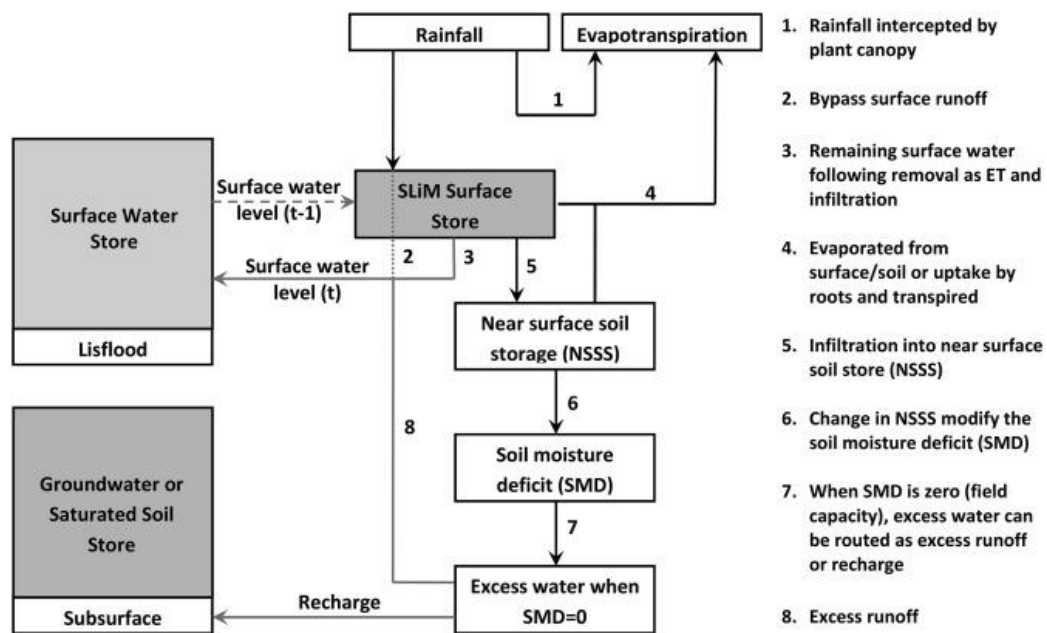 Rainfall
Evapotranspiration
1
Surface Water
Store
Lisflood
Surface water
level (t-1)
SLiM Surface
Store
4
2
3
5
Surface water
level (t)
Near surface soil
storage (NSSS)
6
8
Soil moisture
deficit (SMD)
7
Groundwater or
Saturated Soil
Store
Subsurface
Recharge
Excess water when
SMD=0
1. Rainfall intercepted by
plant canopy
2. Bypass surface runoff
3. Remaining surface water
following removal as ET and
infiltration
4. Evaporated from
surface/soil or uptake by
roots and transpired
5. Infiltration into near surface
soil store (NSSS)
6. Change in NSSS modify the
soil moisture deficit (SMD)
7. When SMD is zero (field
capacity), excess water can
be routed as excess runoff
or recharge
8. Excess runoff